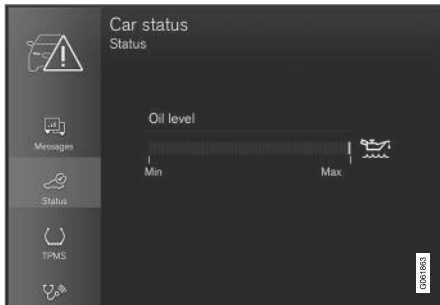 Car status
Status
Messages
Oil level
Min Max
Status
TPMS
G061863